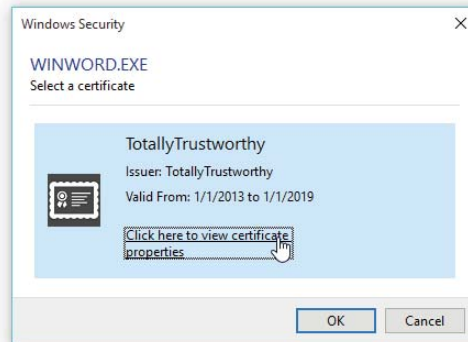 Windows Security
WINWORD.EXE
Select a certificate
TotallyTrustworthy
Issuer: TotallyTrustworthy
Valid From: 1/1/2013 to 1/1/2019
Click here to view certificate
properties
OK Cancel